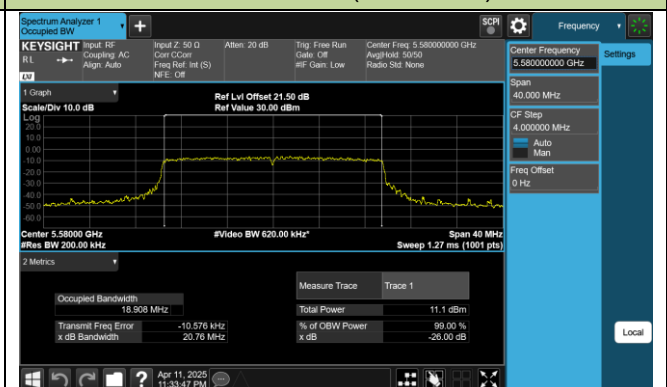 Spectrum Analyzer 1
Occupied BW
SCPI
Frequency
KEYSIGHT
Input: RF
Input Z: 50 Ω
Atten: 20 dB
Trig: Free Run
Center Freq: 5.580000000 GHz
R L
Coupling: AC
Corr CCorr
Gate: Off
Avg|Hold: 50/50
Align: Auto
Freq Ref: Int (S)
#IF Gain: Low
Radio Std: None
NFE: Off
Center Frequency
5.580000000 GHz
Settings
Span
40.000 MHz
CF Step
4.000000 MHz
Auto
Man
Freq Offset
0 Hz
1 Graph
Ref Lvl Offset 21.50 dB
Scale/Div 10.0 dB
Ref Value 30.00 dBm
Log
20.0
10.0
0.00
-10.0
-20.0
-30.0
-40.0
-50.0
-60.0
Center 5.58000 GHz
#Video BW 620.00 kHz*
Span 40 MHz
#Res BW 200.00 kHz
Sweep 1.27 ms (1001 pts)
2 Metrics
Measure Trace
Trace 1
Occupied Bandwidth
18.908 MHz
Total Power
11.1 dBm
Transmit Freq Error
-10.576 kHz
% of OBW Power
99.00 %
x dB Bandwidth
20.76 MHz
x dB
-26.00 dB
Local
?
Apr 11, 2025
11:33:47 PM